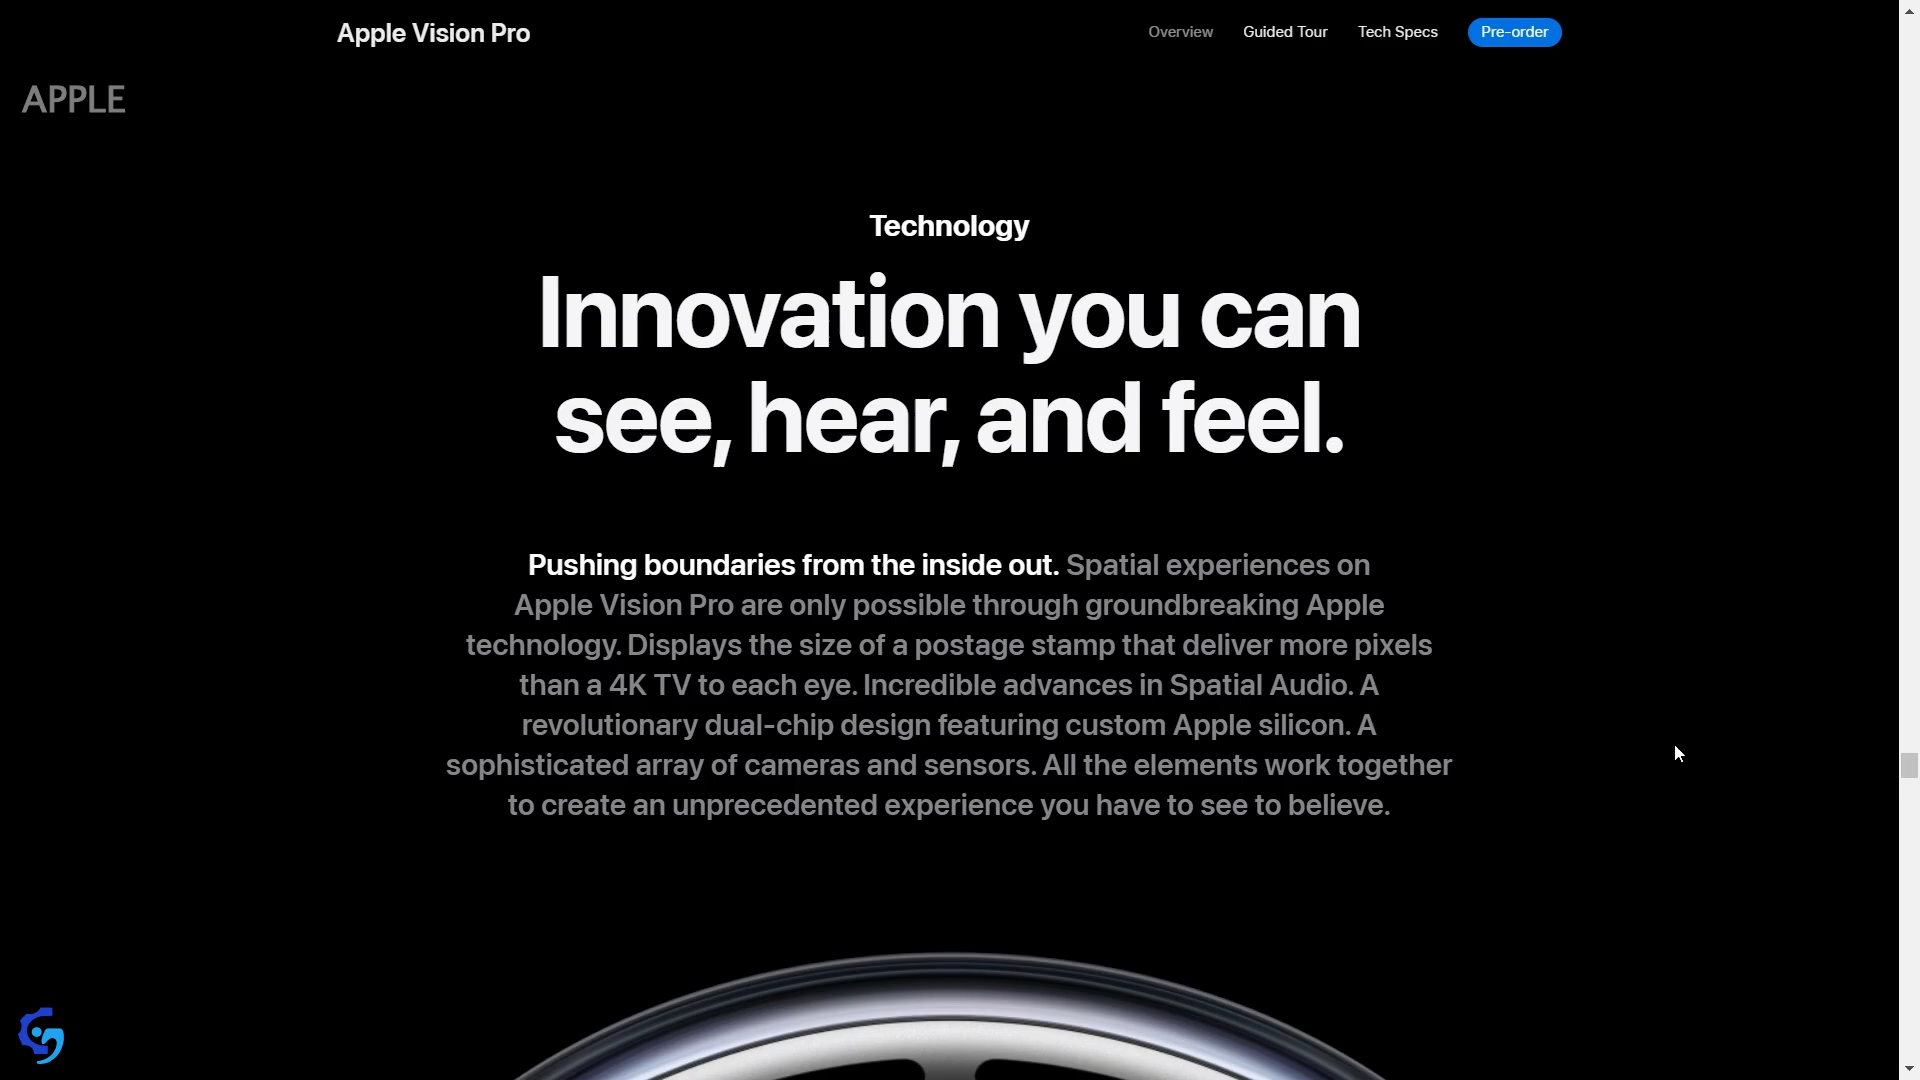 Apple Vision Pro
Overview
Guided Tour
Tech Specs
Pre-order
APPLE
Technology
Innovation you can
see, hear, and feel.
Pushing boundaries from the inside out. Spatial experiences on
Apple Vision Pro are only possible through groundbreaking Apple
technology. Displays the size of a postage stamp that deliver more pixels
than a 4K TV to each eye. Incredible advances in Spatial Audio. A
revolutionary dual-chip design featuring custom Apple silicon. A
sophisticated array of cameras and sensors. All the elements work together
to create an unprecedented experience you have to see to believe.